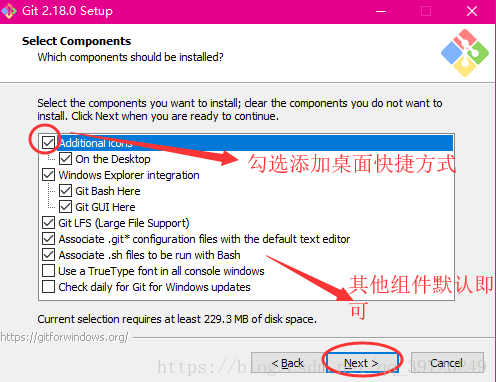 Git 2.18.0 Setup
Select Components
Which components should be installed?
Select the components you want to install; clear the components you do not want to
install. Click Next when you are ready to continue.
Additional icons
On the Desktop
勾选添加桌面快捷方式
Windows Explorer integration
Git Bash Here
Git GUI Here
Git LFS (Large File Support)
Associate .git* configuration files with the default text editor
Associate .sh files to be run with Bash
Use a TrueType font in all console windows
Check daily for Git for Windows updates
其他组件默认即
可
Current selection requires at least 229.3 MB of disk space.
https://gitforwindows.org/
< Back
Next >
Cancel